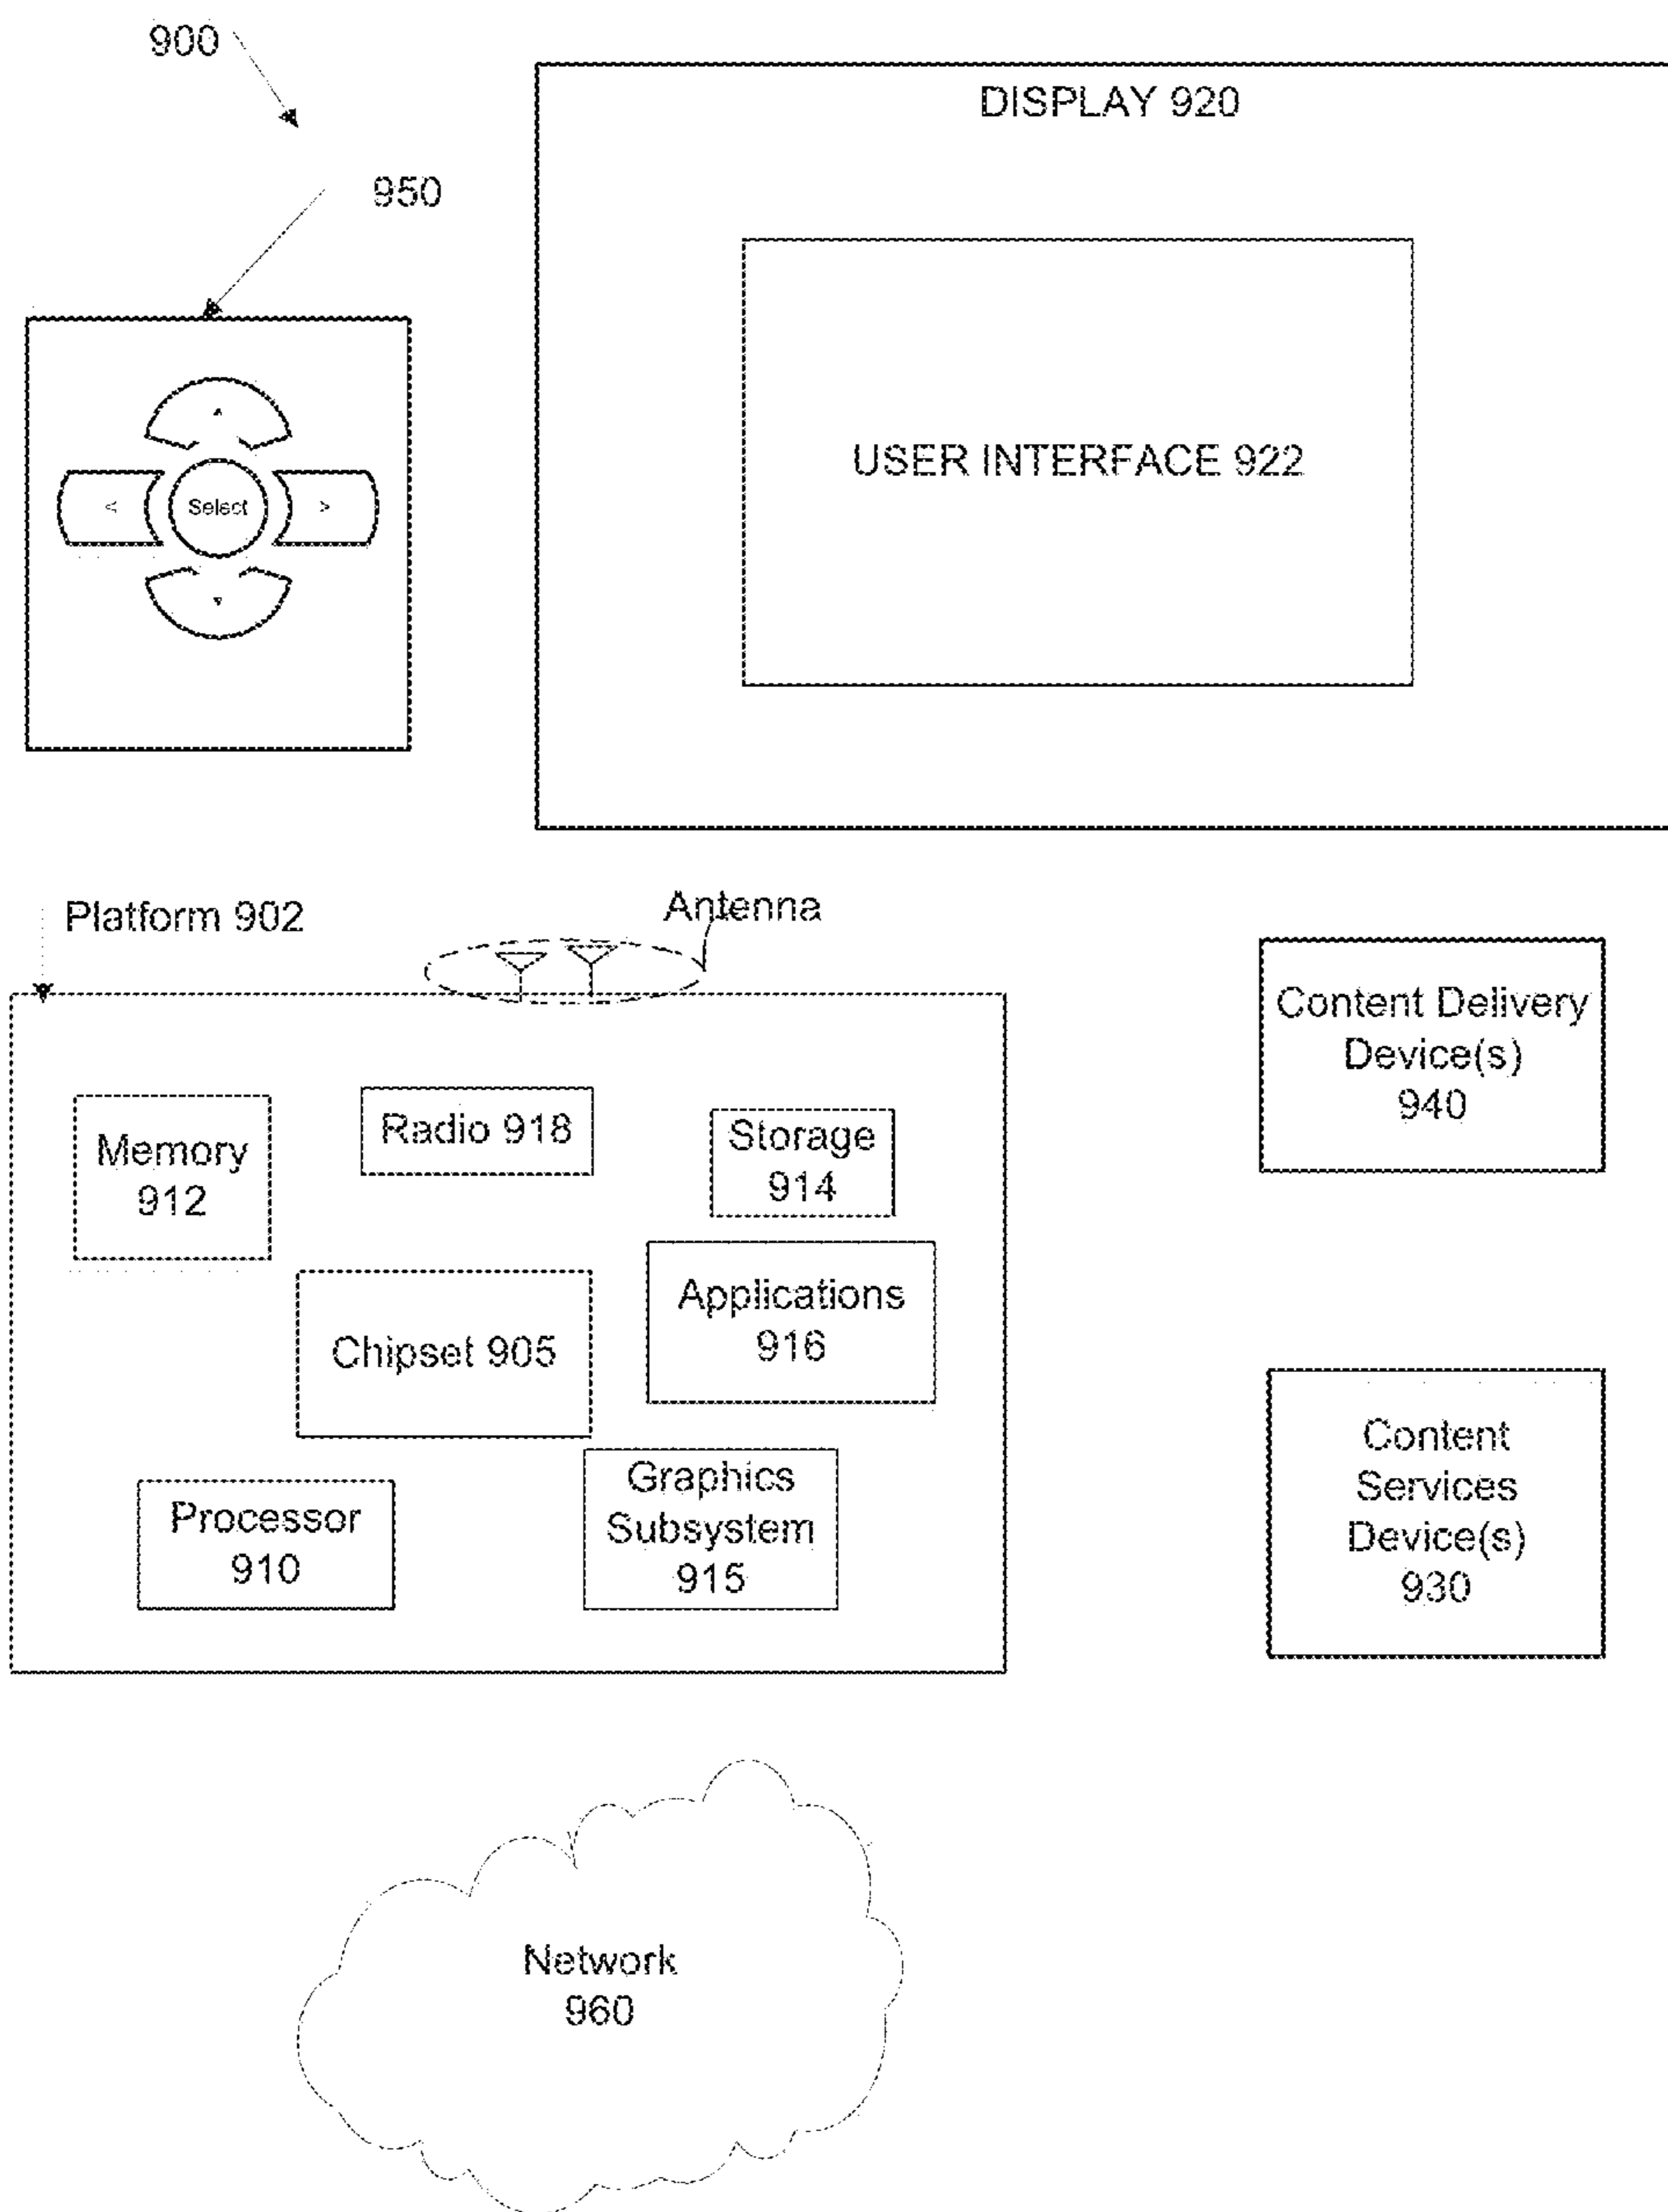 900
DISPLAY 920
950
USER INTERFACE 922
<
Select
>
Platform 902
Antenna
Memory
912
Radio 918
Storage
914
Chipset 905
Applications
916
Processor
910
Graphics
Subsystem
915
Content Delivery
Device(s)
940
Content
Services
Device(s)
930
Network
960